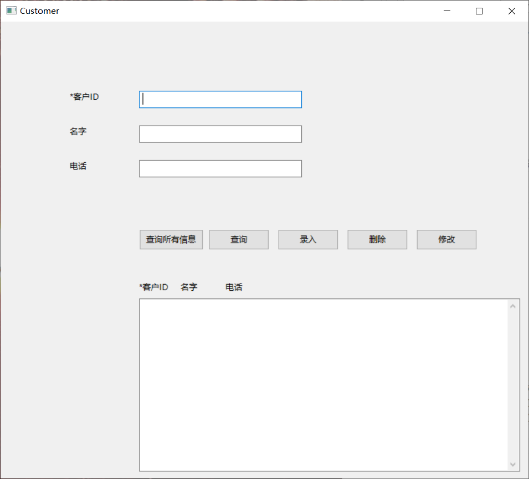 Customer
*客户ID
名字
电话
查询所有信息 查询 录入 删除 修改
*客户ID 名字 电话